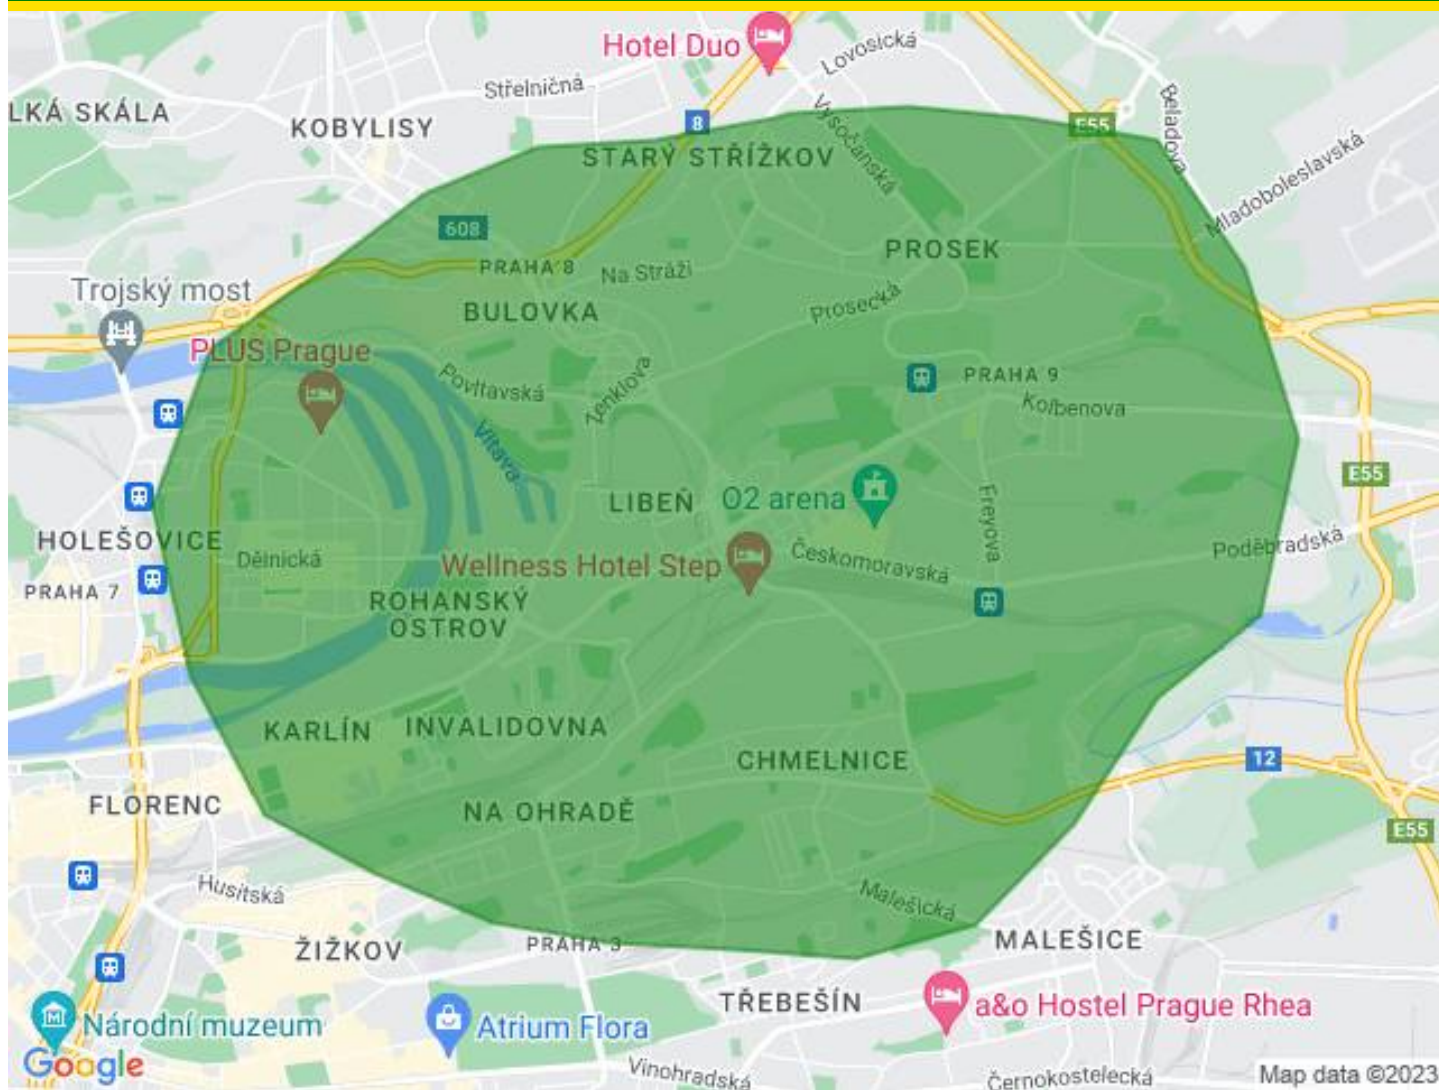 Hotel Duo
Lovosická
Střelničná
LKÁ SKÁLA
KOBYLISY
8
E55
Beladova
Vysočanská
STARÝ STŘÍŽKOV
Mladoboleslavská
608
PROSEK
PRAHA 8
Na Stráži
Trojský most
BULOVKA
Prosecká
PLUS Prague
Povltavská
Zenklova
PRAHA 9
Kolbenova
Vltava
E55
LIBEŇ
O2 arena
Freyova
HOLEŠOVICE
Dělnická
Wellness Hotel Step
Českomoravská
Poděbradská
PRAHA 7
ROHANSKÝ
OSTROV
KARLÍN
INVALIDOVNA
CHMELNICE
12
FLORENC
NA OHRADĚ
E55
Husitská
Malešická
ŽIŽKOV
PRAHA 3
MALEŠICE
TŘEBEŠÍN
a&o Hostel Prague Rhea
Národní muzeum
Atrium Flora
Google
Vinohradská
Černokostelecká
Map data ©2023